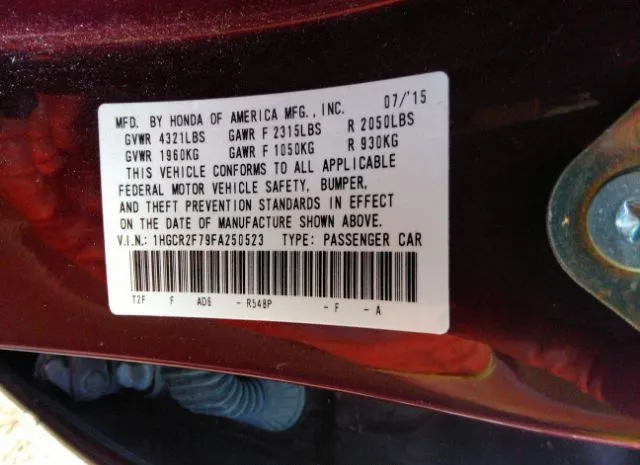 MFD. BY HONDA OF AMERICA MFG., INC. 07/'15
GVWR 4321LBS GAWR F 2315LBS R 2050LBS
GVWR 1960KG GAWR F 1050KG R 930KG
THIS VEHICLE CONFORMS TO ALL APPLICABLE
FEDERAL MOTOR VEHICLE SAFETY, BUMPER,
AND THEFT PREVENTION STANDARDS IN EFFECT
ON THE DATE OF MANUFACTURE SHOWN ABOVE.
V.I.N.: 1HGCR2F79FA250523 TYPE: PASSENGER CAR
T2F F AD6 - R548P - F - A